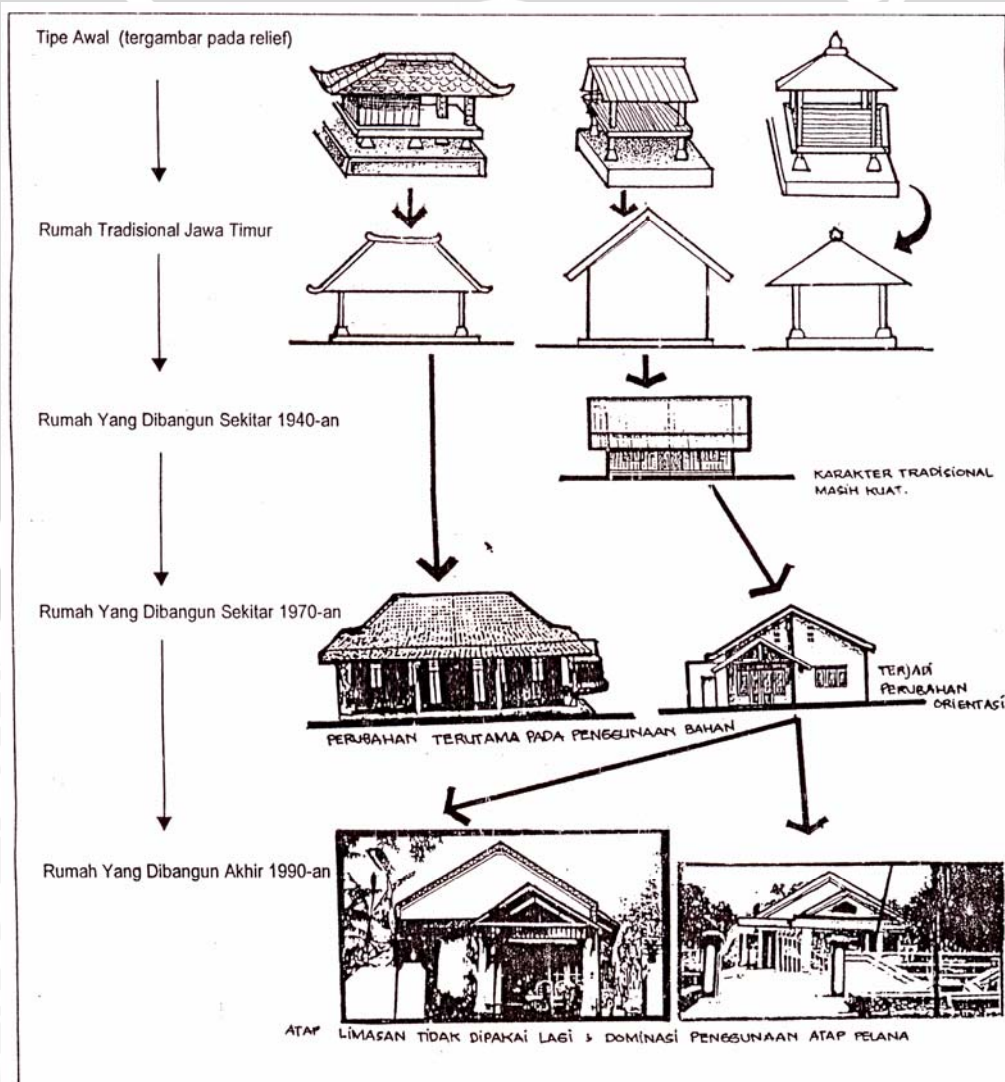 Tipe Awal (tergambar pada relief)
Rumah Tradisional Jawa Timur
Rumah Yang Dibangun Sekitar 1940-an
KARAKTER TRADISIONAL
MASIH KUAT.
Rumah Yang Dibangun Sekitar 1970-an
TERJADI
PERUBAHAN
ORIENTASI
PERUBAHAN TERUTAMA PADA PENGGUNAAN BAHAN
Rumah Yang Dibangun Akhir 1990-an
ATAP LIMASAN TIDAK DIPAKAI LAGI & DOMINASI PENGGUNAAN ATAP PELANA